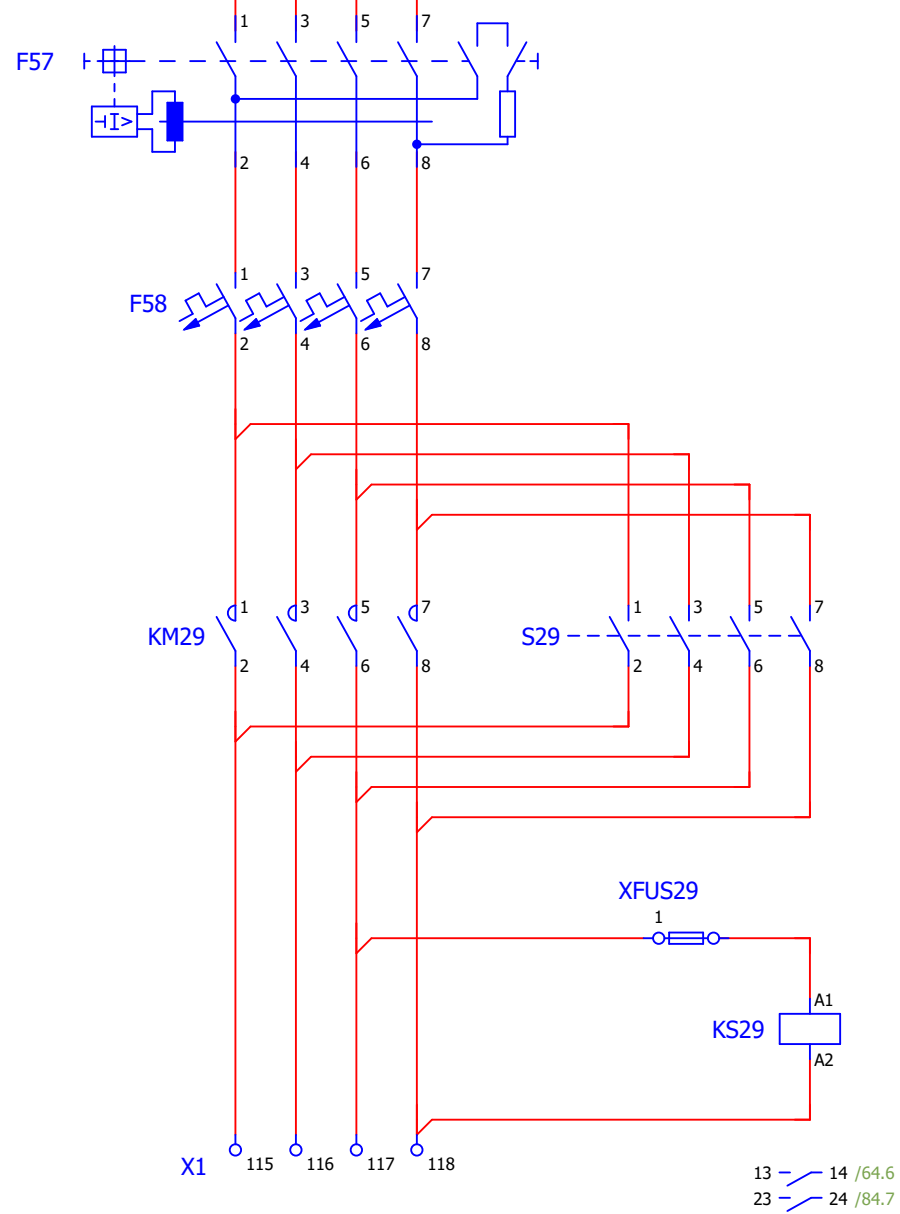 1 3 5 7
F57
I>
2 4 6 8
1 3 5 7
F58
2 4 6 8
1 3 5 7 1 3 5 7
KM29 S29
2 4 6 8 2 4 6 8
XFUS29
1
A1
KS29
A2
X1 115 116 117 118
13 14 /64.6
23 24 /84.7